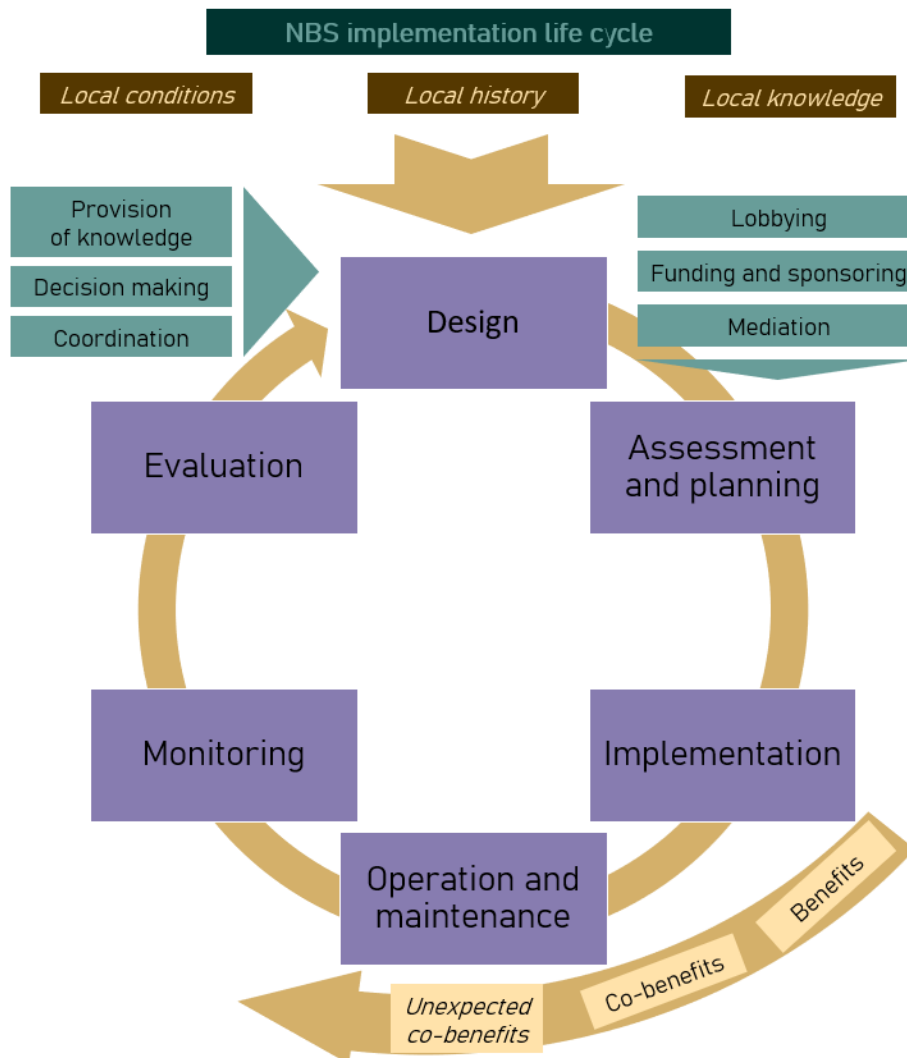 NBS implementation life cycle
Local conditions
Local history
Local knowledge
Provision
of knowledge
Decision making
Coordination
Lobbying
Funding and sponsoring
Mediation
Design
Assessment
and planning
Implementation
Operation and
maintenance
Monitoring
Evaluation
Benefits
Co-benefits
Unexpected
co-benefits